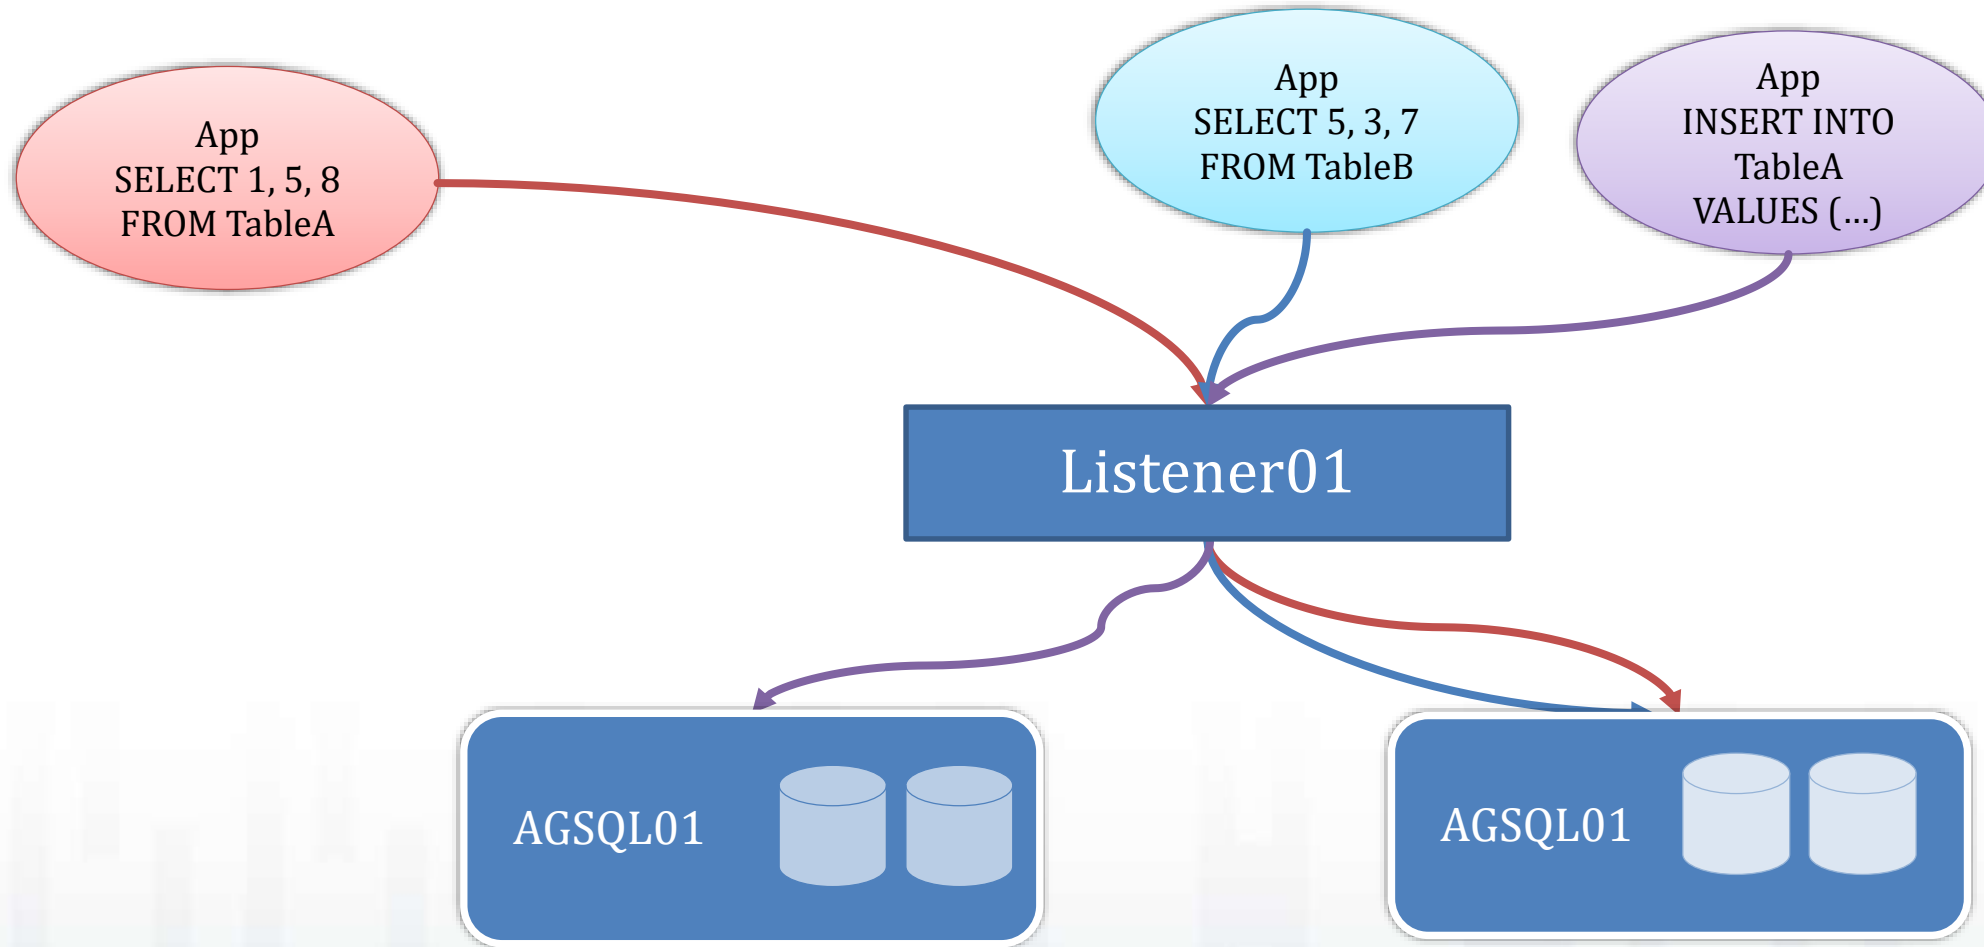 App
SELECT 1, 5, 8
FROM TableA
App
SELECT 5, 3, 7
FROM TableB
App
INSERT INTO
TableA
VALUES (…)
Listener01
AGSQL01
AGSQL01